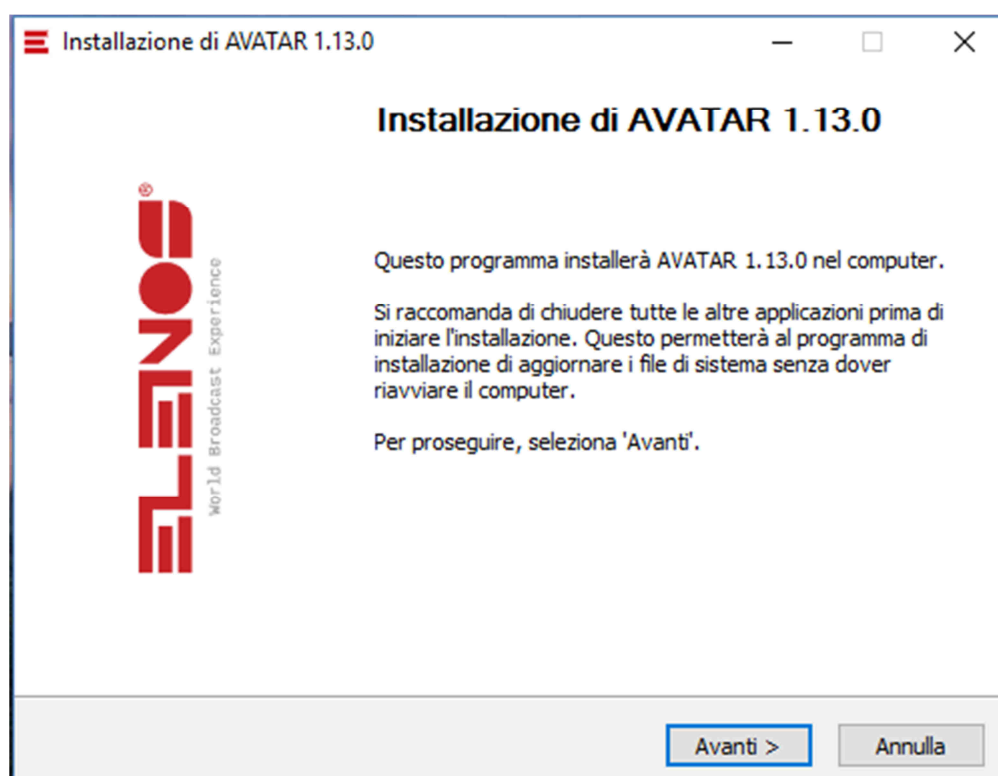 Installazione di AVATAR 1.13.0
Installazione di AVATAR 1.13.0
ELENOS®
World Broadcast Experience
Questo programma installerà AVATAR 1.13.0 nel computer.
Si raccomanda di chiudere tutte le altre applicazioni prima di
iniziare l'installazione. Questo permetterà al programma di
installazione di aggiornare i file di sistema senza dover
riavviare il computer.
Per proseguire, seleziona 'Avanti'.
Avanti >
Annulla